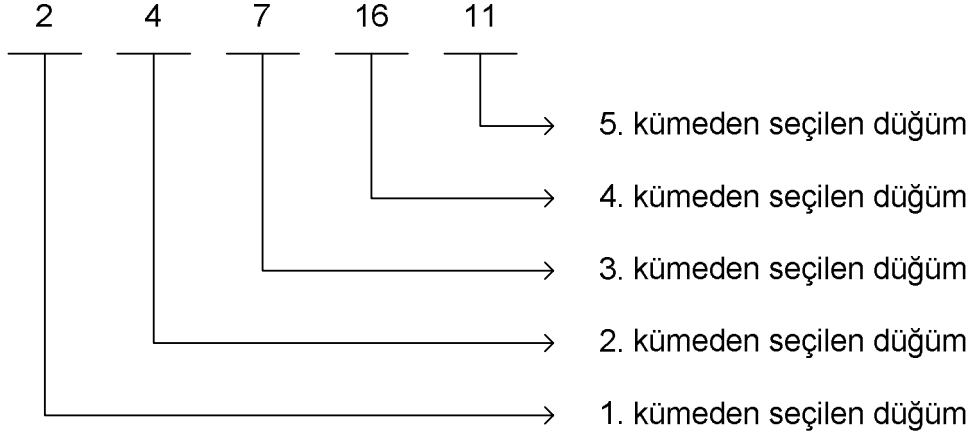 2 4 7 16 11
5. kümeden seçilen düğüm
4. kümeden seçilen düğüm
3. kümeden seçilen düğüm
2. kümeden seçilen düğüm
1. kümeden seçilen düğüm